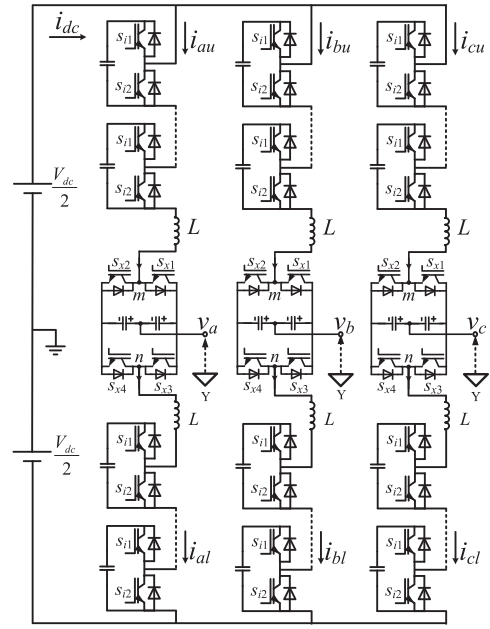 i_dc s_i1 i_au s_i1 i_bu s_i1 i_cu
s_i2 s_i2 s_i2
s_i1 s_i1 s_i1
s_i2 s_i2 s_i2
V_dc/2
L L L
s_x2 s_x1 s_x2 s_x1 s_x2 s_x1
m m m
+ + v_a + + v_b + + v_c
n n n
s_x4 s_x3 Y s_x4 s_x3 Y s_x4 s_x3 Y
L L L
V_dc/2
s_i1 s_i1 s_i1
s_i2 s_i2 s_i2
s_i1 i_al s_i1 i_bl s_i1 i_cl
s_i2 s_i2 s_i2